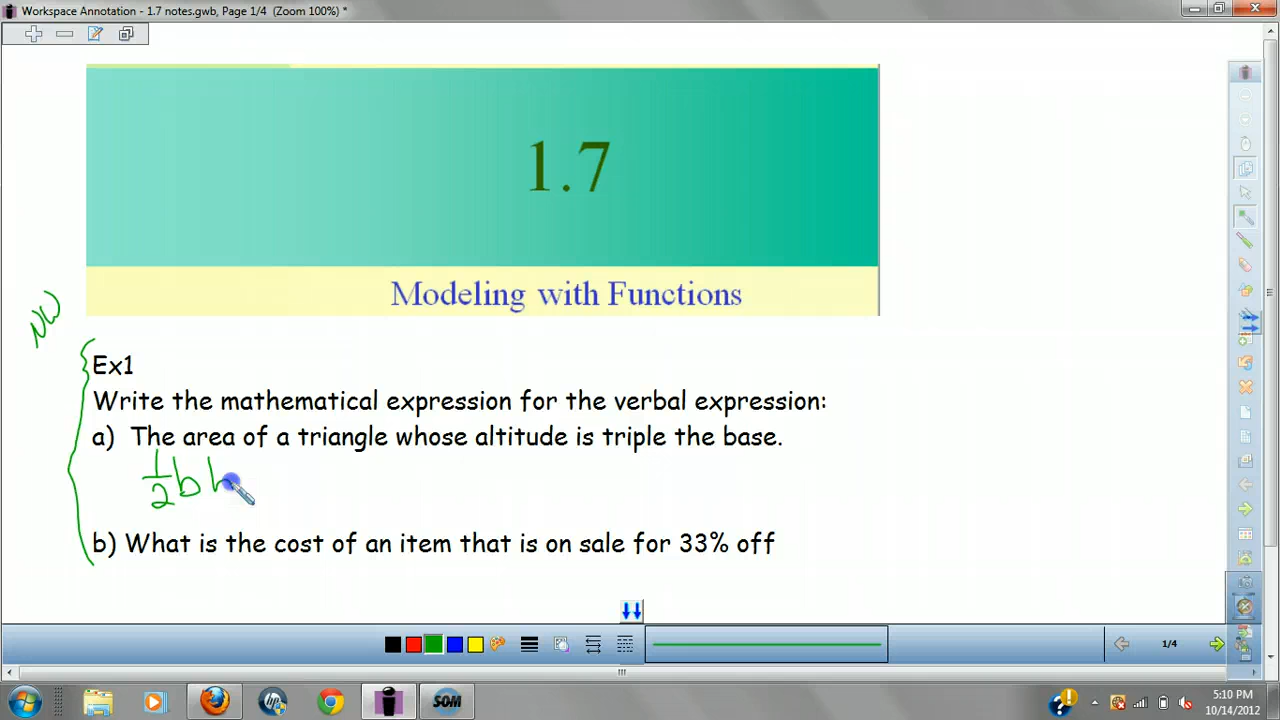 Workspace Annotation - 1.7 notes.gwb, Page 1/4 (Zoom 100%) *
1.7
Modeling with Functions
NW
Ex1
Write the mathematical expression for the verbal expression:
a) The area of a triangle whose altitude is triple the base.
1/2 b h
b) What is the cost of an item that is on sale for 33% off
1/4
SOM
5:10 PM
10/14/2012